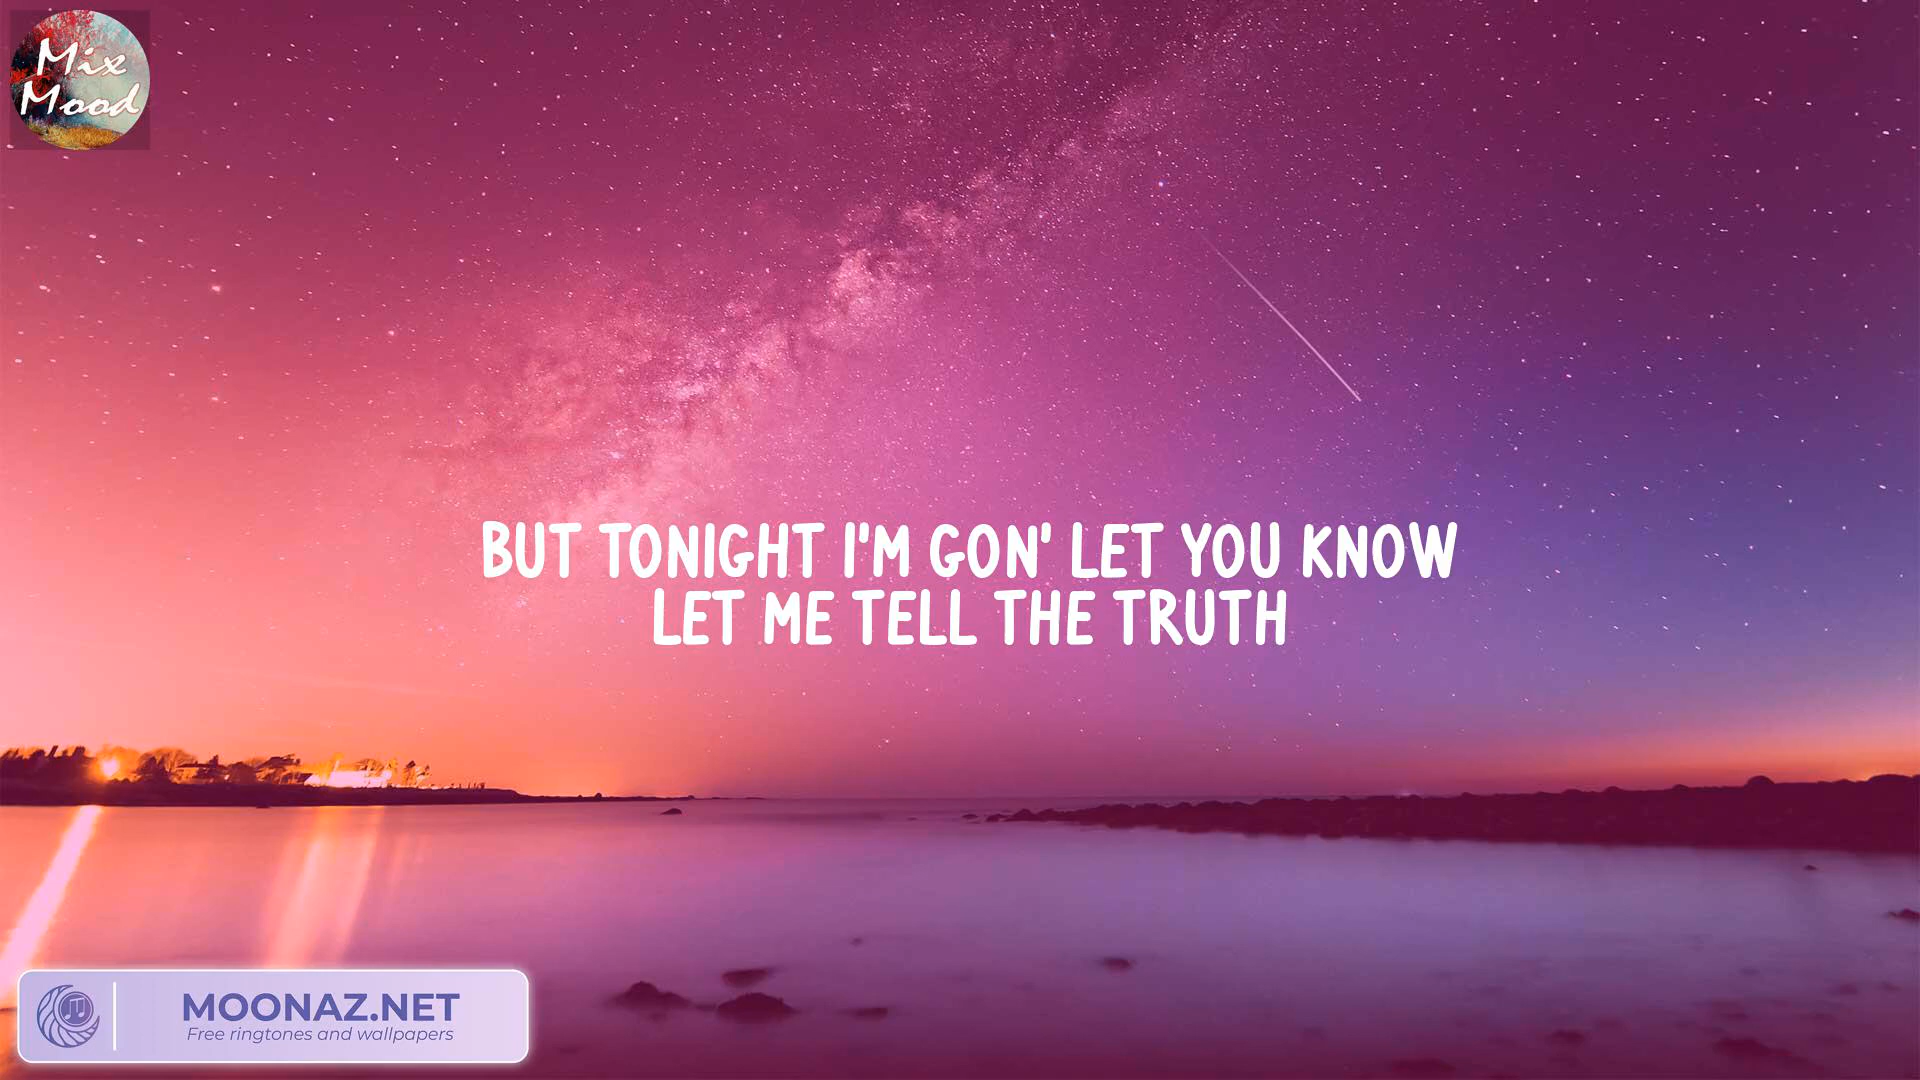 Mix
Mood
BUT TONIGHT I'M GON' LET YOU KNOW
LET ME TELL THE TRUTH
MOONAZ.NET
Free ringtones and wallpapers